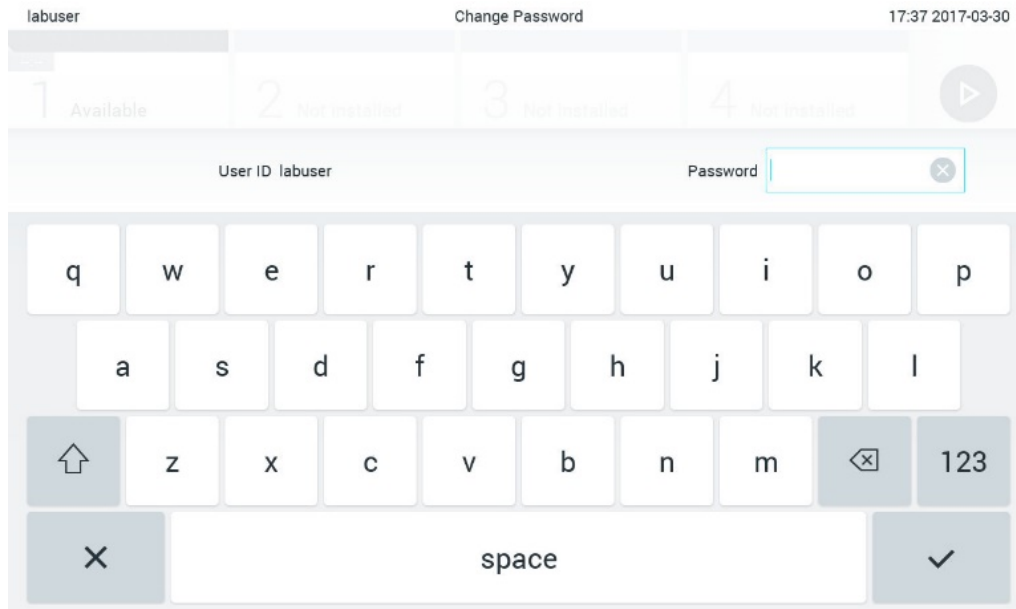 labuser Change Password 17:37 2017-03-30
1 Available 2 Not installed 3 Not installed 4 Not installed
User ID labuser Password
q w e r t y u i o p
a s d f g h j k l
z x c v b n m 123
space